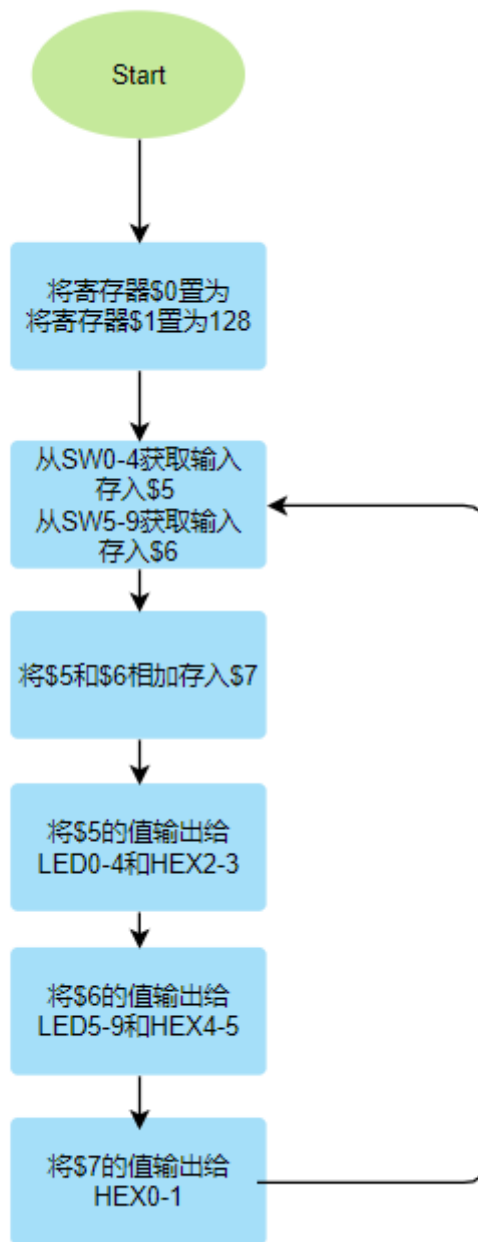 Start
将寄存器$0置为
将寄存器$1置为128
从SW0-4获取输入
存入$5
从SW5-9获取输入
存入$6
将$5和$6相加存入$7
将$5的值输出给
LED0-4和HEX2-3
将$6的值输出给
LED5-9和HEX4-5
将$7的值输出给
HEX0-1